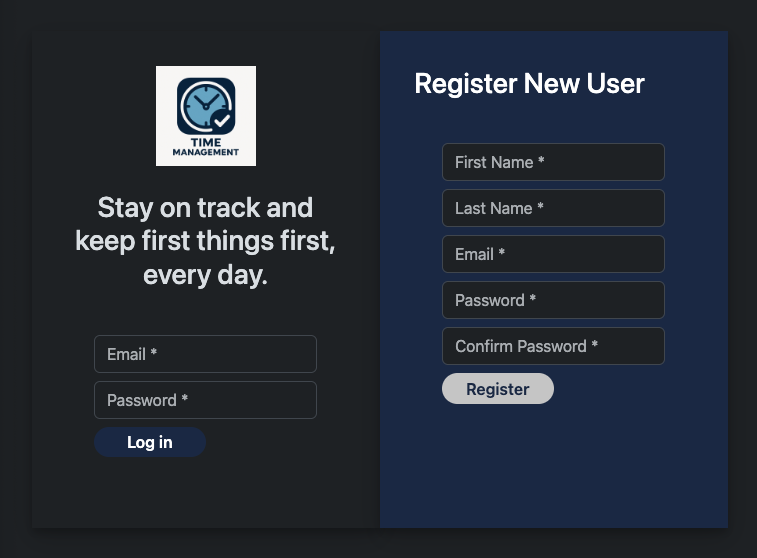 TIME
MANAGEMENT
Stay on track and
keep first things first,
every day.
Email *
Password *
Log in
Register New User
First Name *
Last Name *
Email *
Password *
Confirm Password *
Register